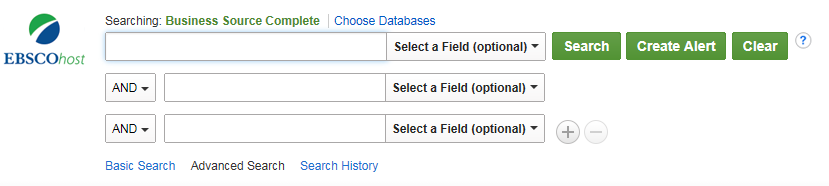 Searching: Business Source Complete Choose Databases
Select a Field (optional) Search Create Alert Clear ?
EBSCOhost
AND Select a Field (optional)
AND Select a Field (optional) + −
Basic Search Advanced Search Search History